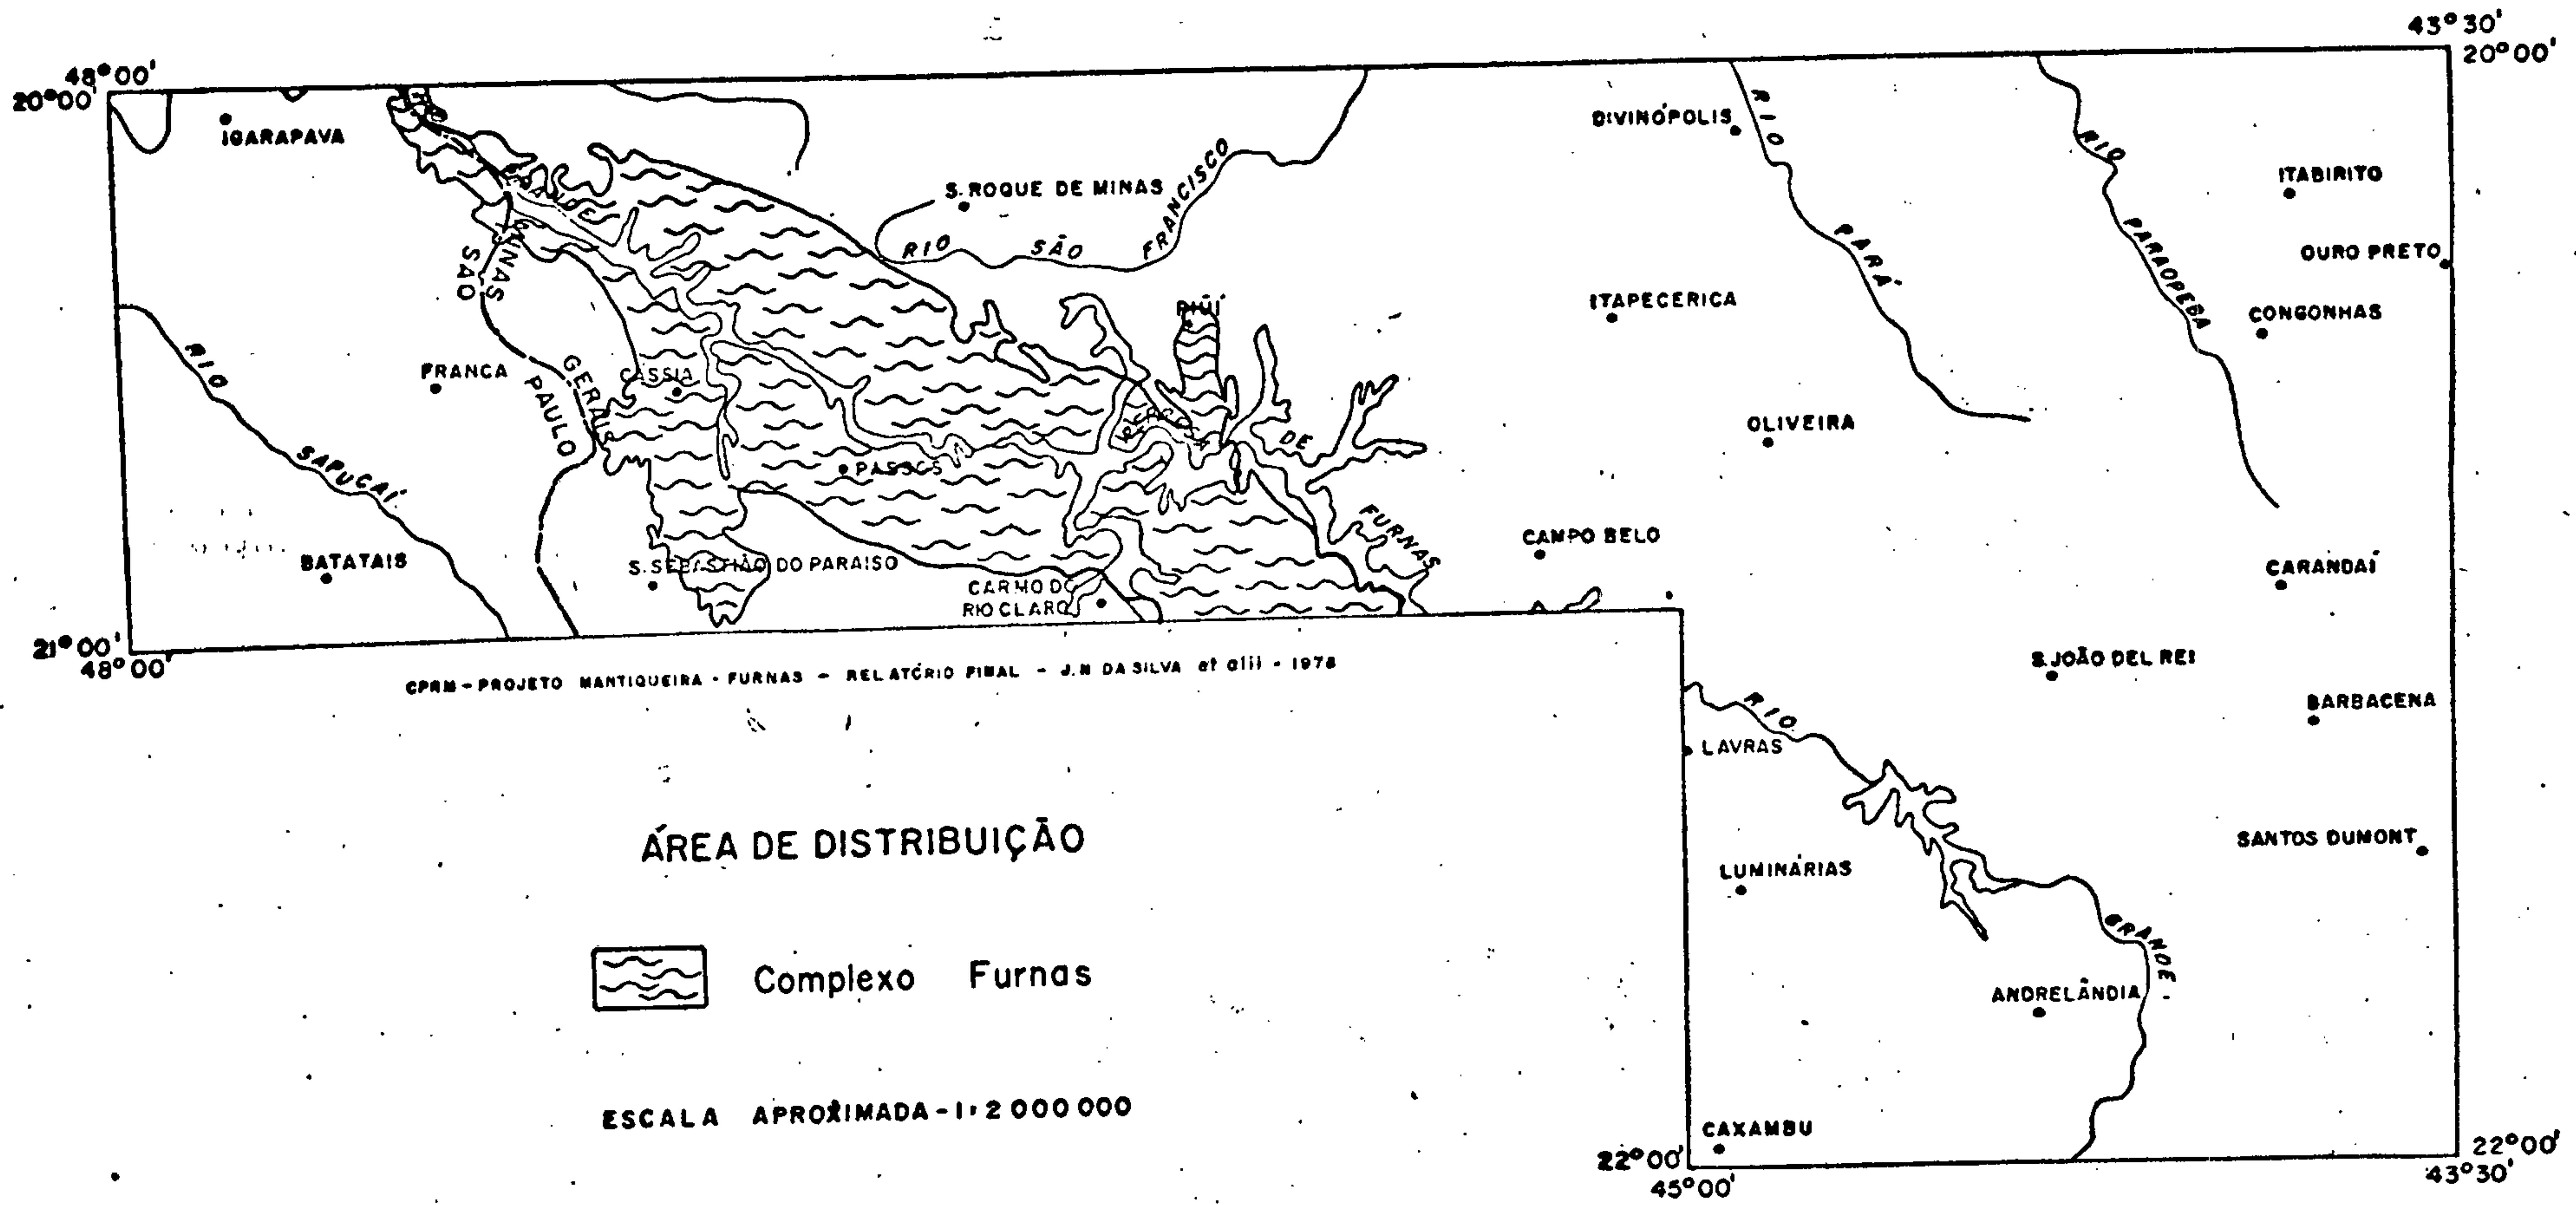 43°30'
48°00'
20°00'
20°00'
IGARAPAVA
DIVINÓPOLIS
RIO
RIO
ITABIRITO
S. ROQUE DE MINAS
GRANDE
FRANCISCO
SÃO
RIO
PARÁ
PARAOPEBA
OURO PRETO
MINAS
SÃO
ITAPECERICA
PIÜÍ
CONGONHAS
RIO
FRANCA
GERAIS
PAULO
CÁSSIA
OLIVEIRA
DE
PASSOS
SAPUCAÍ
FURNAS
CAMPO BELO
BATATAIS
S. SEBASTIÃO DO PARAISO
CARMO DO
RIO CLARO
CARANDAÍ
21°00'
48°00'
CPRM - PROJETO MANTIQUEIRA - FURNAS - RELATÓRIO FINAL - J.N DA SILVA et alii - 1978
S.JOÃO DEL REI
BARBACENA
RIO
LAVRAS
ÁREA DE DISTRIBUIÇÃO
SANTOS DUMONT
LUMINÁRIAS
GRANDE
Complexo Furnas
ANDRELÂNDIA
ESCALA APROXIMADA - 1:2 000 000
CAXAMBU
22°00'
22°00'
45°00'
43°30'